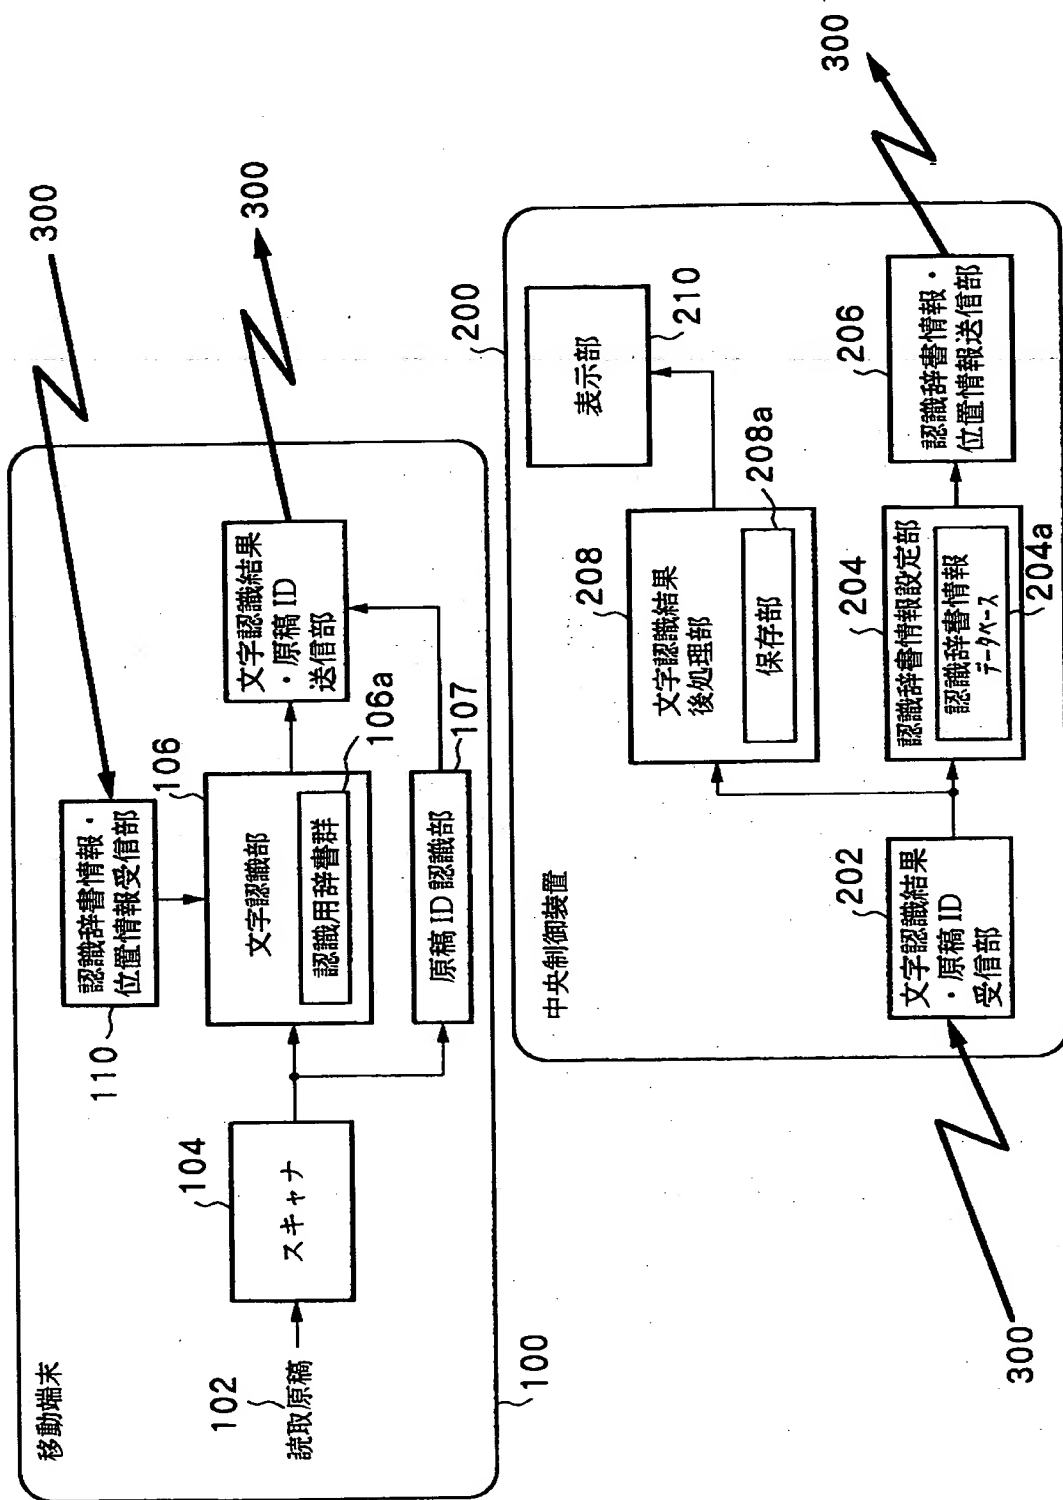 移動端末
102
読取原稿
104
スキャナ
110
認識辞書情報・
位置情報受信部
106
文字認識部
認識用辞書群
106a
原稿ID認識部
107
文字認識結果
・原稿ID
送信部
300
300
100
中央制御装置
200
202
文字認識結果
・原稿ID
受信部
208
文字認識結果
後処理部
保存部
208a
表示部
210
204
認識辞書情報設定部
認識辞書情報
データベース
204a
206
認識辞書情報・
位置情報送信部
300
300